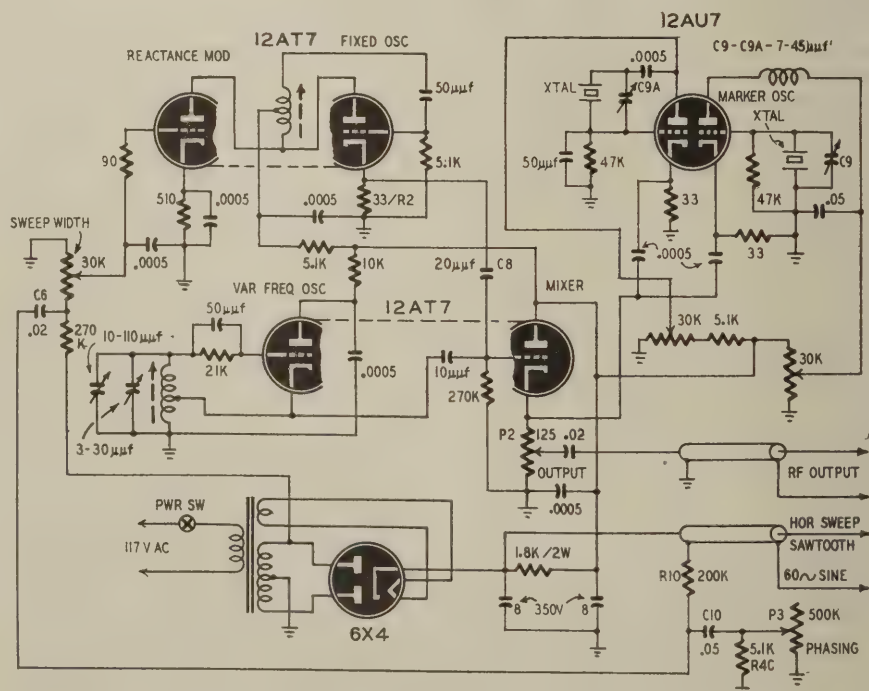 12AU7
12AT7
FIXED OSC
REACTANCE MOD
C9-C9A-7-45μμf
.0005
XTAL
C9A
MARKER OSC
XTAL
50μμf
90
5.1K
50μμf
47K
C9
47K
.05
510
.0005
.0005
33/R2
33
SWEEP WIDTH
.0005
.0005
33
30K
5.1K
10K
20μμf
C8
C6
VAR FREQ OSC
12AT7
MIXER
.02
50μμf
30K
5.1K
270
K
10-110μμf
30K
21K
.0005
10μμf
270K
3-30μμf
P2
125
.02
OUTPUT
RF OUTPUT
.0005
PWR SW
HOR SWEEP
117 V AC
SAWTOOTH
1.8K/2W
60~SINE
R10
200K
8
350V
8
C10
P3
500K
6X4
.05
PHASING
5.1K
R4C